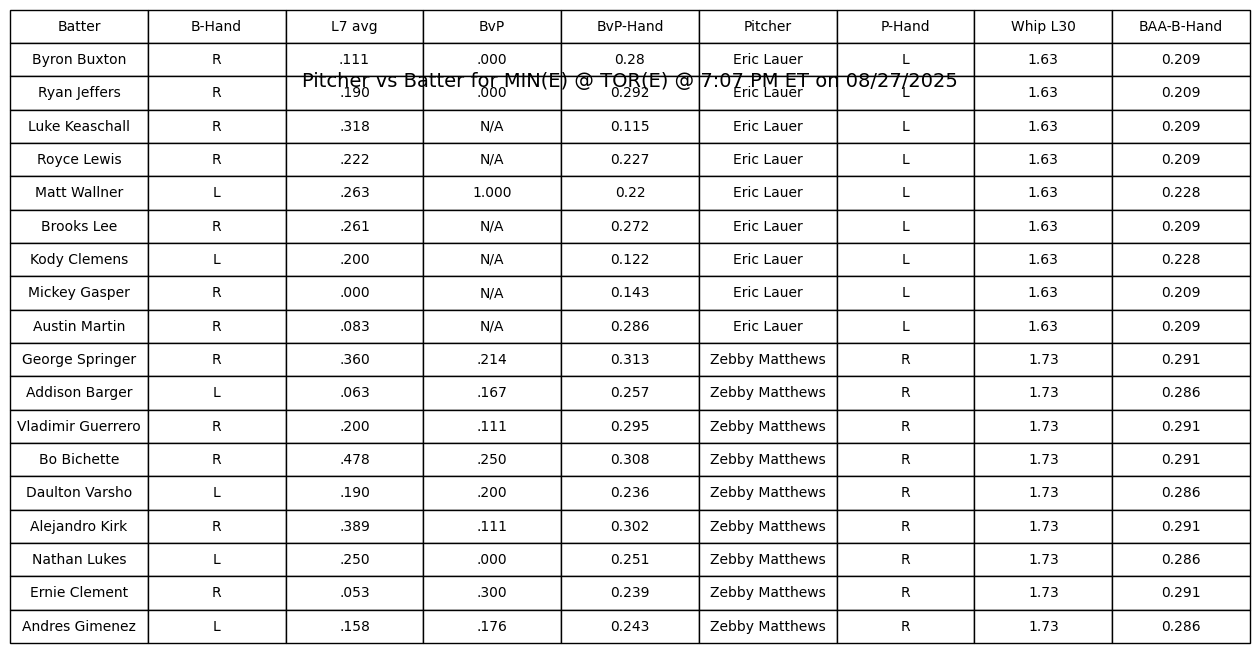 Batter B-Hand L7 avg BvP BvP-Hand Pitcher P-Hand Whip L30 BAA-B-Hand
Byron Buxton R .111 .000 0.28 Eric Lauer L 1.63 0.209
Pitcher vs Batter for MIN(E) @ TOR(E) @ 7:07 PM ET on 08/27/2025
Ryan Jeffers R .190 .000 0.292 Eric Lauer L 1.63 0.209
Luke Keaschall R .318 N/A 0.115 Eric Lauer L 1.63 0.209
Royce Lewis R .222 N/A 0.227 Eric Lauer L 1.63 0.209
Matt Wallner L .263 1.000 0.22 Eric Lauer L 1.63 0.228
Brooks Lee R .261 N/A 0.272 Eric Lauer L 1.63 0.209
Kody Clemens L .200 N/A 0.122 Eric Lauer L 1.63 0.228
Mickey Gasper R .000 N/A 0.143 Eric Lauer L 1.63 0.209
Austin Martin R .083 N/A 0.286 Eric Lauer L 1.63 0.209
George Springer R .360 .214 0.313 Zebby Matthews R 1.73 0.291
Addison Barger L .063 .167 0.257 Zebby Matthews R 1.73 0.286
Vladimir Guerrero R .200 .111 0.295 Zebby Matthews R 1.73 0.291
Bo Bichette R .478 .250 0.308 Zebby Matthews R 1.73 0.291
Daulton Varsho L .190 .200 0.236 Zebby Matthews R 1.73 0.286
Alejandro Kirk R .389 .111 0.302 Zebby Matthews R 1.73 0.291
Nathan Lukes L .250 .000 0.251 Zebby Matthews R 1.73 0.286
Ernie Clement R .053 .300 0.239 Zebby Matthews R 1.73 0.291
Andres Gimenez L .158 .176 0.243 Zebby Matthews R 1.73 0.286